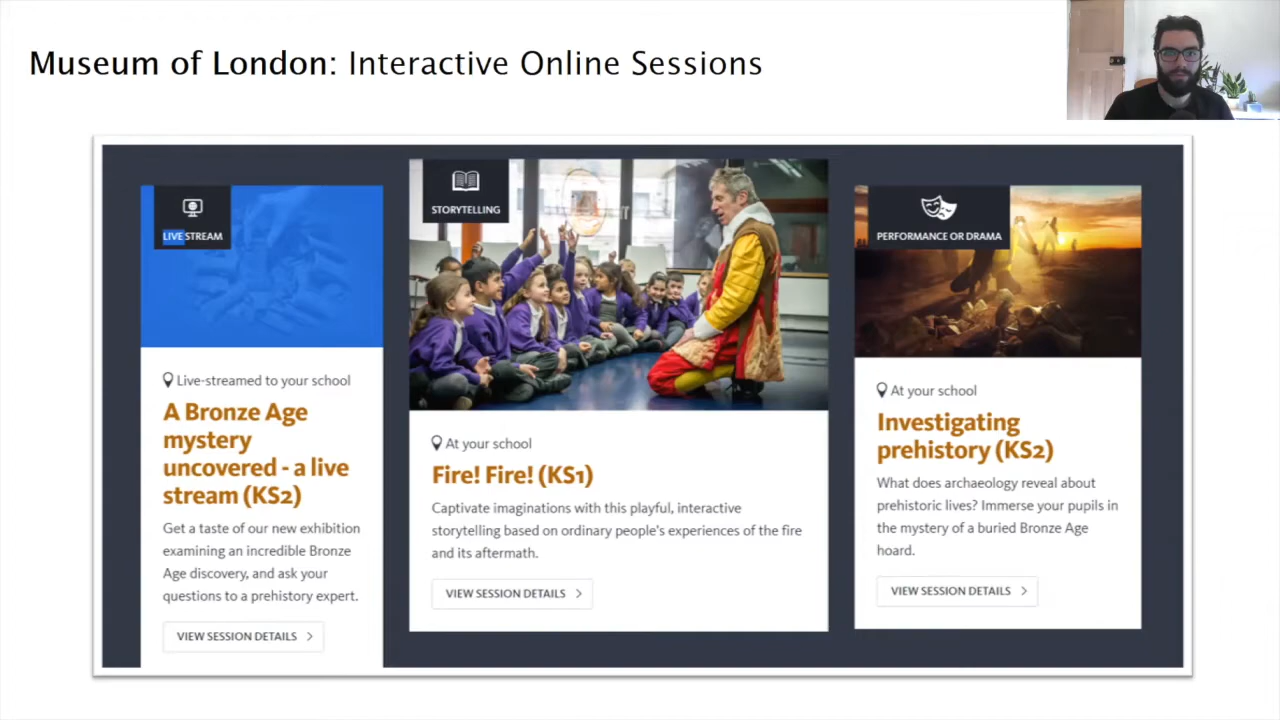 Museum of London: Interactive Online Sessions
LIVE STREAM
Live-streamed to your school
A Bronze Age
mystery
uncovered - a live
stream (KS2)
Get a taste of our new exhibition
examining an incredible Bronze
Age discovery, and ask your
questions to a prehistory expert.
VIEW SESSION DETAILS
STORYTELLING
At your school
Fire! Fire! (KS1)
Captivate imaginations with this playful, interactive
storytelling based on ordinary people's experiences of the fire
and its aftermath.
VIEW SESSION DETAILS
PERFORMANCE OR DRAMA
At your school
Investigating
prehistory (KS2)
What does archaeology reveal about
prehistoric lives? Immerse your pupils in
the mystery of a buried Bronze Age
hoard.
VIEW SESSION DETAILS